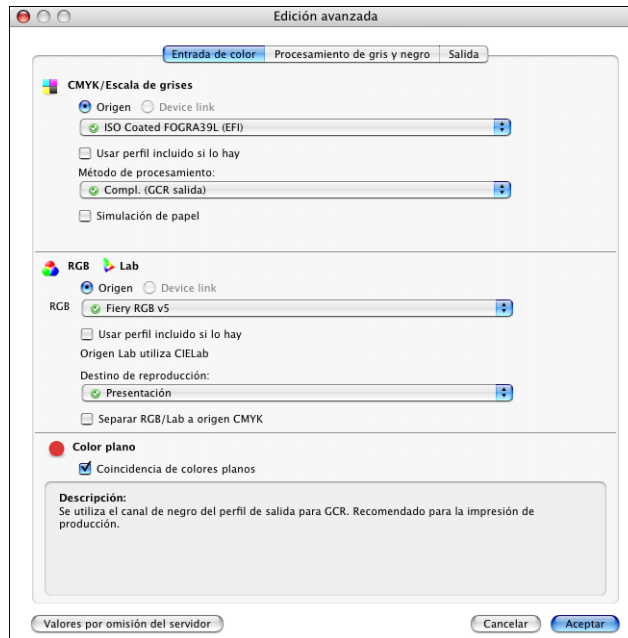 Edición avanzada
Entrada de color Procesamiento de gris y negro Salida
CMYK/Escala de grises
Origen Device link
ISO Coated FOGRA39L (EFI)
Usar perfil incluido si lo hay
Método de procesamiento:
Compl. (GCR salida)
Simulación de papel
RGB Lab
Origen Device link
RGB Fiery RGB v5
Usar perfil incluido si lo hay
Origen Lab utiliza CIELab
Destino de reproducción:
Presentación
Separar RGB/Lab a origen CMYK
Color plano
Coincidencia de colores planos
Descripción:
Se utiliza el canal de negro del perfil de salida para GCR. Recomendado para la impresión de
producción.
Valores por omisión del servidor Cancelar Aceptar